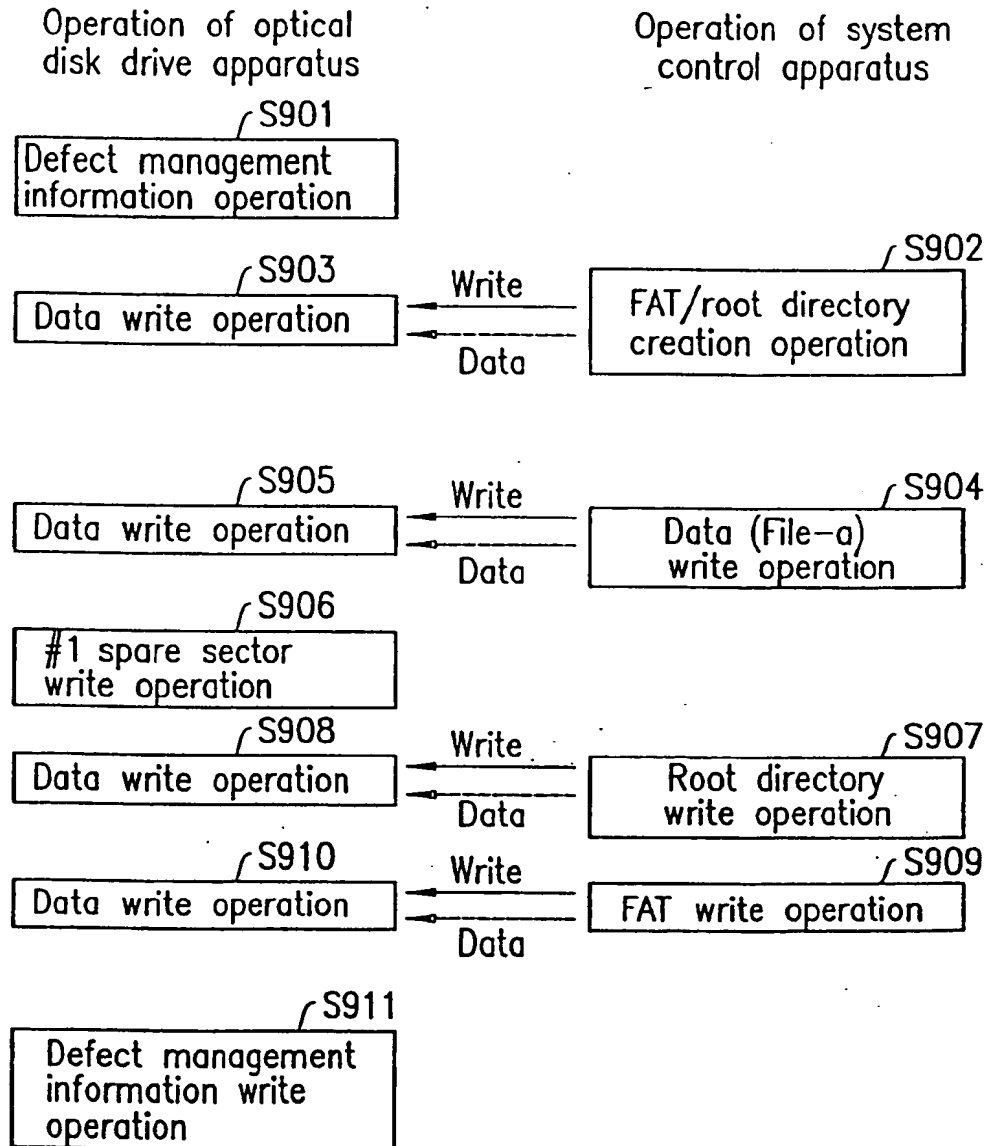 Operation of optical
disk drive apparatus
Operation of system
control apparatus
S901
Defect management
information operation
S902
S903
Data write operation
Write
Data
FAT/root directory
creation operation
S904
S905
Data write operation
Write
Data
Data (File-a)
write operation
S906
#1 spare sector
write operation
S907
S908
Data write operation
Write
Data
Root directory
write operation
S909
S910
Data write operation
Write
Data
FAT write operation
S911
Defect management
information write
operation